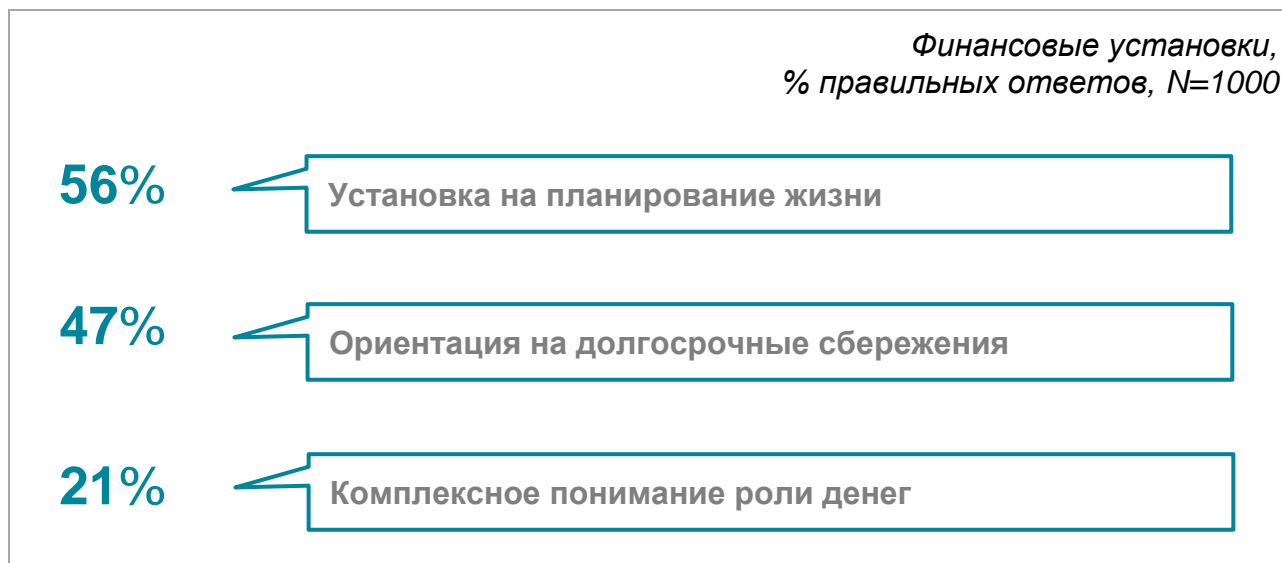 Финансовые установки,
% правильных ответов, N=1000
56%
Установка на планирование жизни
47%
Ориентация на долгосрочные сбережения
21%
Комплексное понимание роли денег